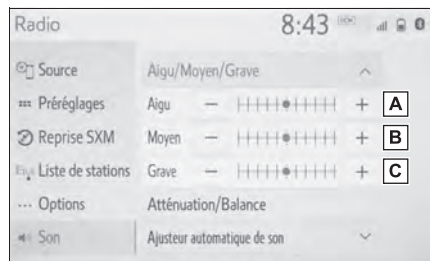 Radio 8:43
Source
Préréglages
Reprise SXM
Liste de stations
Options
Son
Aigu/Moyen/Grave
Aigu − + A
Moyen − + B
Grave − + C
Atténuation/Balance
Ajusteur automatique de son